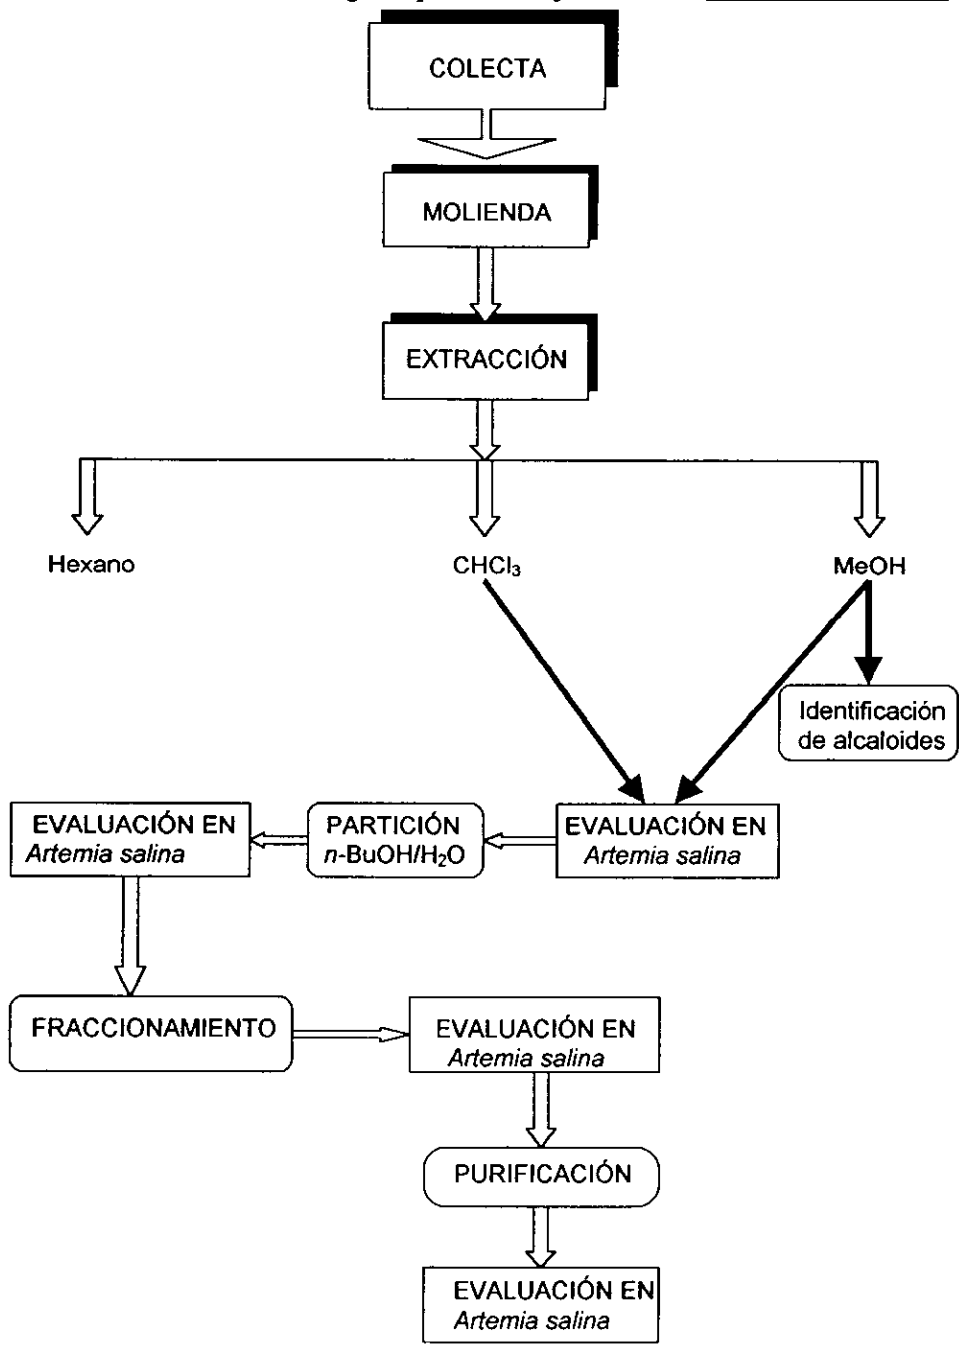 COLECTA
MOLIENDA
EXTRACCIÓN
Hexano
CHCl₃
MeOH
Identificación
de alcaloides
EVALUACIÓN EN
Artemia salina
PARTICIÓN
n-BuOH/H₂O
EVALUACIÓN EN
Artemia salina
FRACCIONAMIENTO
EVALUACIÓN EN
Artemia salina
PURIFICACIÓN
EVALUACIÓN EN
Artemia salina